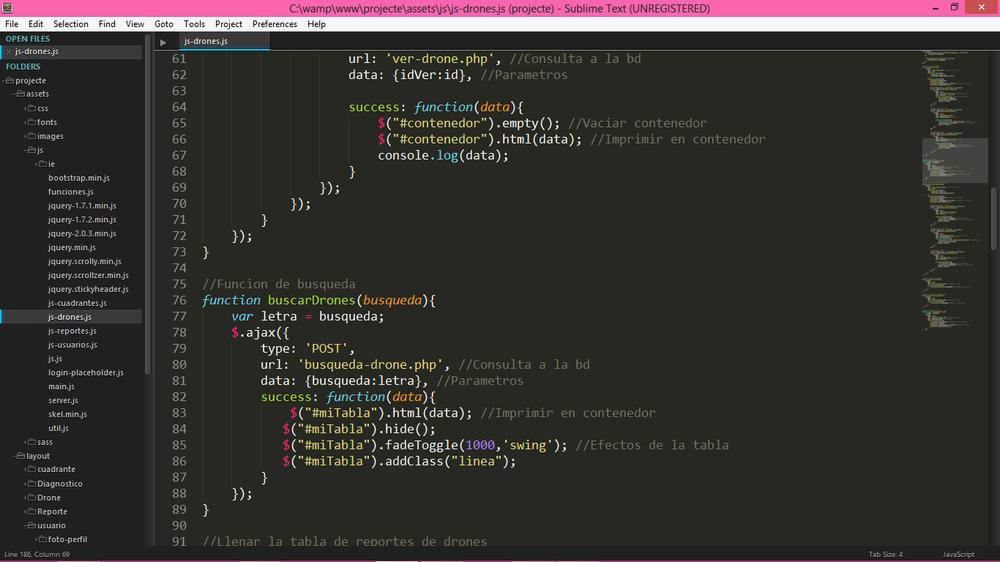 C:\wamp\www\projecte\assets\js\js-drones.js (projecte) - Sublime Text (UNREGISTERED)
File Edit Selection Find View Goto Tools Project Preferences Help
OPEN FILES
js-drones.js
FOLDERS
projecte
assets
css
fonts
images
js
ie
bootstrap.min.js
funciones.js
jquery-1.7.1.min.js
jquery-1.7.2.min.js
jquery-2.0.3.min.js
jquery.min.js
jquery.scrolly.min.js
jquery.scrollzer.min.js
jquery.stickyheader.js
js-cuadrantes.js
js-drones.js
js-reportes.js
js-usuarios.js
js.js
login-placeholder.js
main.js
server.js
skel.min.js
util.js
sass
layout
cuadrante
Diagnostico
Drone
Reporte
usuario
foto-perfil
js-drones.js
61 url: 'ver-drone.php', //Consulta a la bd
62 data: {idVer:id}, //Parametros
63
64 success: function(data){
65 $("#contenedor").empty(); //Vaciar contenedor
66 $("#contenedor").html(data); //Imprimir en contenedor
67 console.log(data);
68 }
69 });
70 });
71 }
72 });
73 }
74
75 //Funcion de busqueda
76 function buscarDrones(busqueda){
77 var letra = busqueda;
78 $.ajax({
79 type: 'POST',
80 url: 'busqueda-drone.php', //Consulta a la bd
81 data: {busqueda:letra}, //Parametros
82 success: function(data){
83 $("#miTabla").html(data); //Imprimir en contenedor
84 $("#miTabla").hide();
85 $("#miTabla").fadeToggle(1000,'swing'); //Efectos de la tabla
86 $("#miTabla").addClass("linea");
87 }
88 });
89 }
90
91 //Llenar la tabla de reportes de drones
Line 186, Column 69
Tab Size: 4
JavaScript